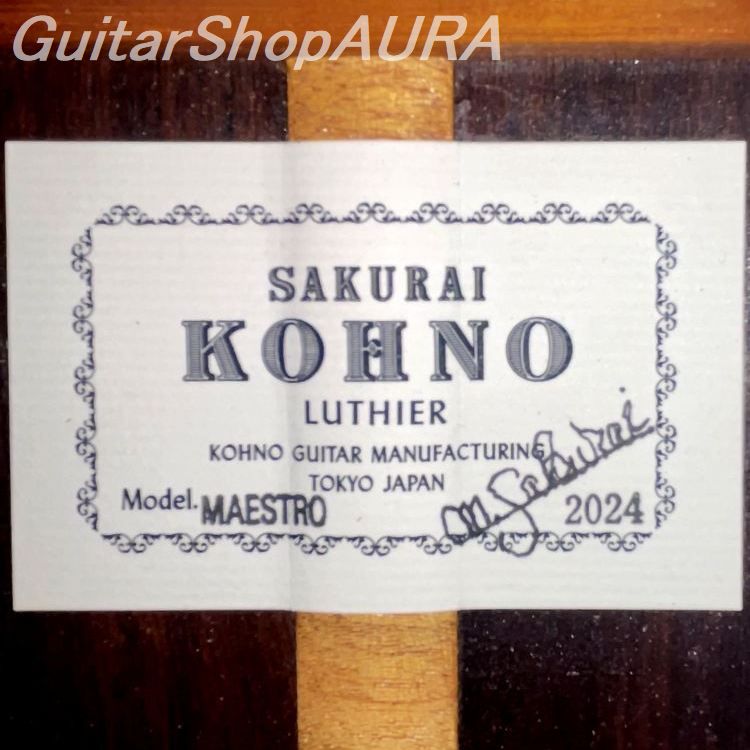 GuitarShopAURA
SAKURAI
KOHNO
LUTHIER
KOHNO GUITAR MANUFACTURING
TOKYO JAPAN
Model. MAESTRO
M. Sakurai
2024